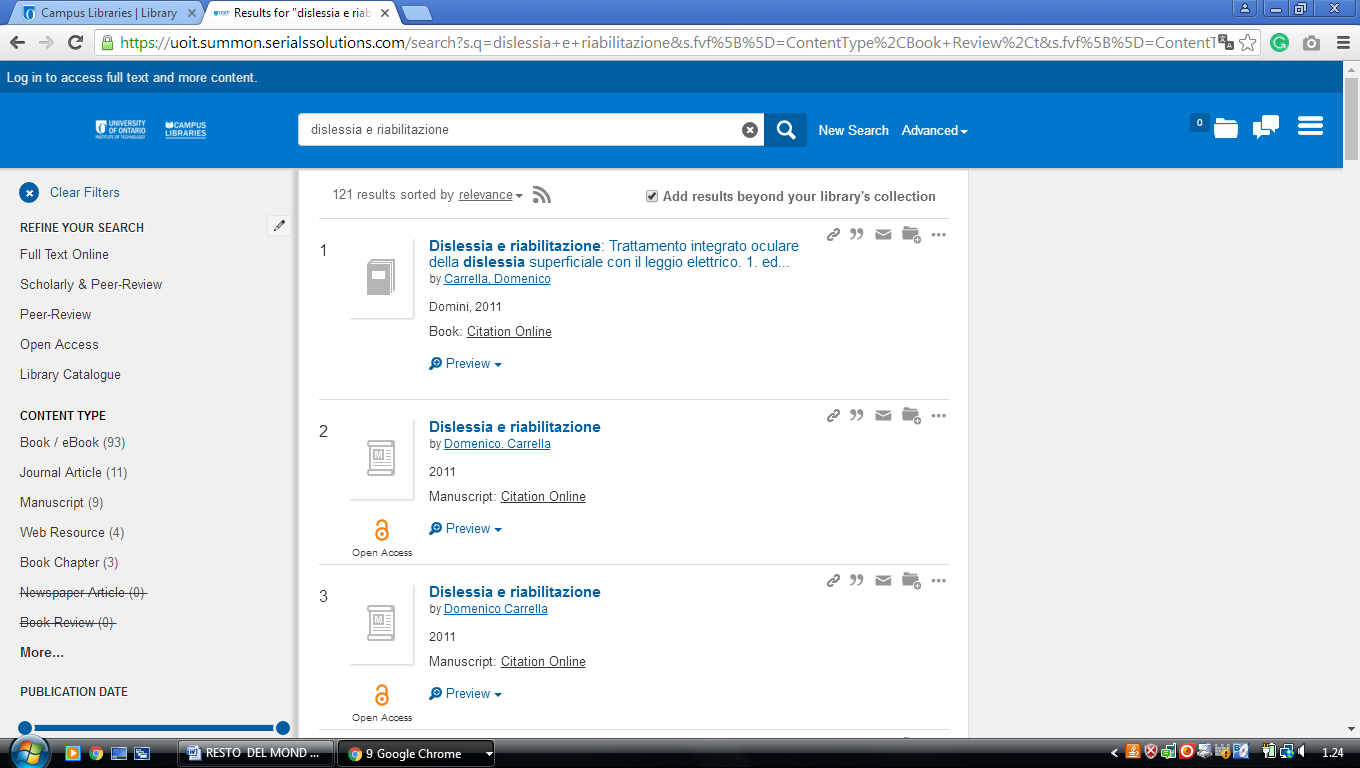 Campus Libraries | Library
Results for "dislessia e riab
https://uoit.summon.serialssolutions.com/search?s.q=dislessia+e+riabilitazione&s.fvf%5B%5D=ContentType%2CBook+Review%2Ct&s.fvf%5B%5D=ContentT
Log in to access full text and more content.
UNIVERSITY OF ONTARIO
INSTITUTE OF TECHNOLOGY
CAMPUS LIBRARIES
dislessia e riabilitazione
New Search
Advanced
0
Clear Filters
REFINE YOUR SEARCH
Full Text Online
Scholarly & Peer-Review
Peer-Review
Open Access
Library Catalogue
CONTENT TYPE
Book / eBook (93)
Journal Article (11)
Manuscript (9)
Web Resource (4)
Book Chapter (3)
Newspaper Article (0)
Book Review (0)
More...
PUBLICATION DATE
121 results sorted by relevance
Add results beyond your library's collection
1
Dislessia e riabilitazione: Trattamento integrato oculare
della dislessia superficiale con il leggio elettrico. 1. ed...
by Carrella, Domenico
Domini, 2011
Book: Citation Online
Preview
2
Dislessia e riabilitazione
by Domenico. Carrella
2011
Manuscript: Citation Online
Preview
Open Access
3
Dislessia e riabilitazione
by Domenico Carrella
2011
Manuscript: Citation Online
Preview
Open Access
RESTO DEL MOND ...
9 Google Chrome
1.24